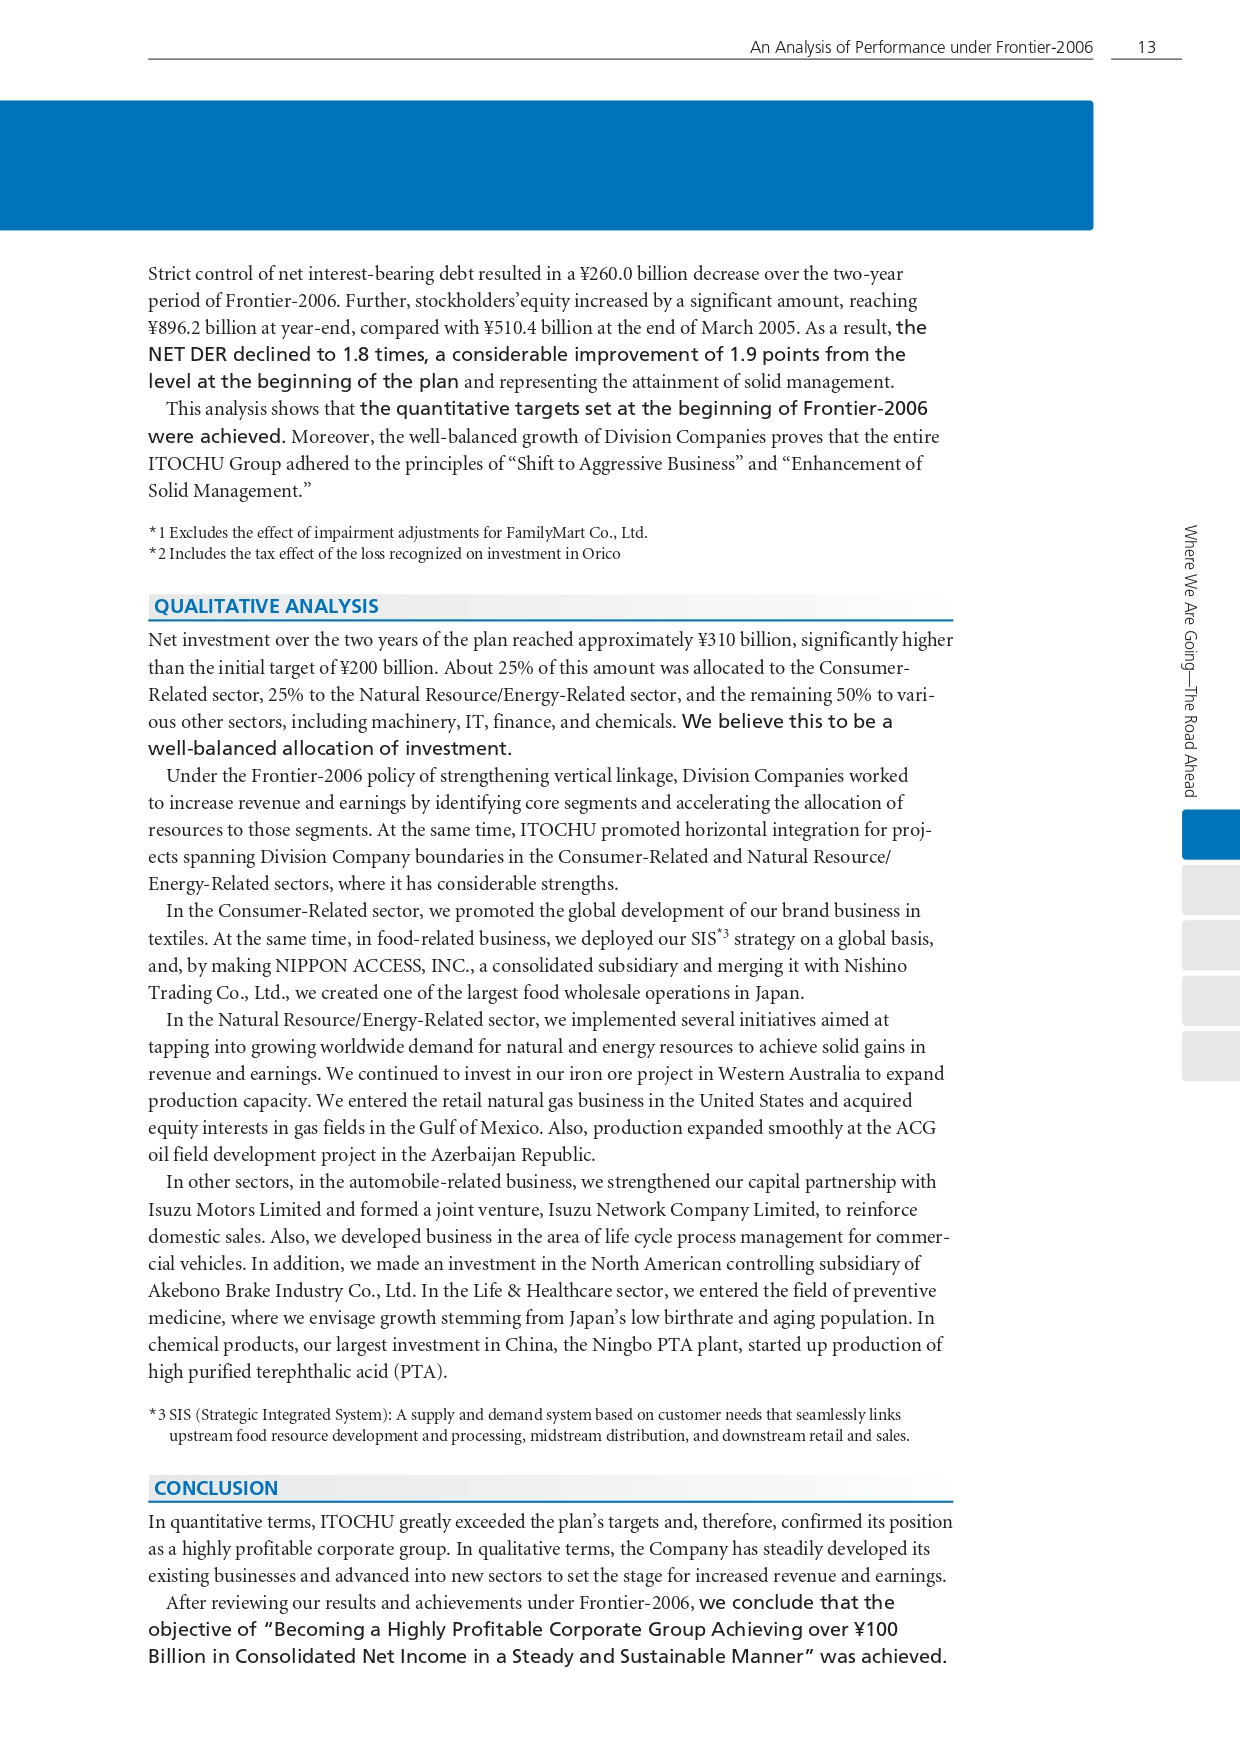 An Analysis of Performance under Frontier-2006 13
Strict control of net interest-bearing debt resulted in a ¥260.0 billion decrease over the two-year
period of Frontier-2006. Further, stockholders’equity increased by a significant amount, reaching
¥896.2 billion at year-end, compared with ¥510.4 billion at the end of March 2005. As a result, the
NET DER declined to 1.8 times, a considerable improvement of 1.9 points from the
level at the beginning of the plan and representing the attainment of solid management.
This analysis shows that the quantitative targets set at the beginning of Frontier-2006
were achieved. Moreover, the well-balanced growth of Division Companies proves that the entire
ITOCHU Group adhered to the principles of “Shift to Aggressive Business” and “Enhancement of
Solid Management.”
*1 Excludes the effect of impairment adjustments for FamilyMart Co., Ltd.
*2 Includes the tax effect of the loss recognized on investment in Orico
QUALITATIVE ANALYSIS
Net investment over the two years of the plan reached approximately ¥310 billion, significantly higher
than the initial target of ¥200 billion. About 25% of this amount was allocated to the Consumer-
Related sector, 25% to the Natural Resource/Energy-Related sector, and the remaining 50% to vari-
ous other sectors, including machinery, IT, finance, and chemicals. We believe this to be a
well-balanced allocation of investment.
Under the Frontier-2006 policy of strengthening vertical linkage, Division Companies worked
to increase revenue and earnings by identifying core segments and accelerating the allocation of
resources to those segments. At the same time, ITOCHU promoted horizontal integration for proj-
ects spanning Division Company boundaries in the Consumer-Related and Natural Resource/
Energy-Related sectors, where it has considerable strengths.
In the Consumer-Related sector, we promoted the global development of our brand business in
textiles. At the same time, in food-related business, we deployed our SIS*3 strategy on a global basis,
and, by making NIPPON ACCESS, INC., a consolidated subsidiary and merging it with Nishino
Trading Co., Ltd., we created one of the largest food wholesale operations in Japan.
In the Natural Resource/Energy-Related sector, we implemented several initiatives aimed at
tapping into growing worldwide demand for natural and energy resources to achieve solid gains in
revenue and earnings. We continued to invest in our iron ore project in Western Australia to expand
production capacity. We entered the retail natural gas business in the United States and acquired
equity interests in gas fields in the Gulf of Mexico. Also, production expanded smoothly at the ACG
oil field development project in the Azerbaijan Republic.
In other sectors, in the automobile-related business, we strengthened our capital partnership with
Isuzu Motors Limited and formed a joint venture, Isuzu Network Company Limited, to reinforce
domestic sales. Also, we developed business in the area of life cycle process management for commer-
cial vehicles. In addition, we made an investment in the North American controlling subsidiary of
Akebono Brake Industry Co., Ltd. In the Life & Healthcare sector, we entered the field of preventive
medicine, where we envisage growth stemming from Japan’s low birthrate and aging population. In
chemical products, our largest investment in China, the Ningbo PTA plant, started up production of
high purified terephthalic acid (PTA).
*3 SIS (Strategic Integrated System): A supply and demand system based on customer needs that seamlessly links
upstream food resource development and processing, midstream distribution, and downstream retail and sales.
CONCLUSION
In quantitative terms, ITOCHU greatly exceeded the plan’s targets and, therefore, confirmed its position
as a highly profitable corporate group. In qualitative terms, the Company has steadily developed its
existing businesses and advanced into new sectors to set the stage for increased revenue and earnings.
After reviewing our results and achievements under Frontier-2006, we conclude that the
objective of “Becoming a Highly Profitable Corporate Group Achieving over ¥100
Billion in Consolidated Net Income in a Steady and Sustainable Manner” was achieved.
Where We Are Going—The Road Ahead